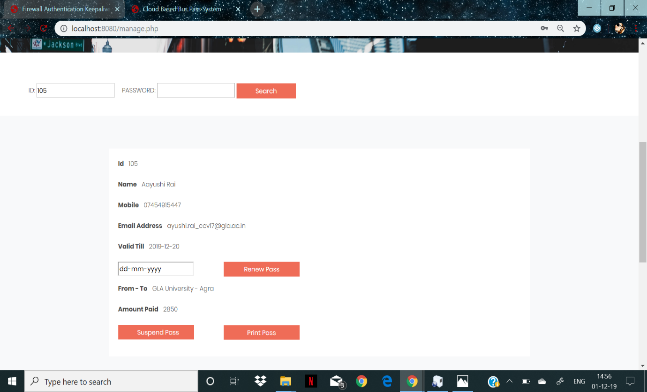 Firewall Authentication Keepalive
Cloud Based Bus Pass System
localhost:8080/manage.php
Jackson
ID: 105 PASSWORD: Search
Id 105
Name Aayushi Rai
Mobile 07454915447
Email Address ayushi.rai_ccv17@gla.ac.in
Valid Till 2019-12-20
dd-mm-yyyy Renew Pass
From - To GLA University - Agra
Amount Paid 2850
Suspend Pass Print Pass
Type here to search
ENG
14:56
01-12-19